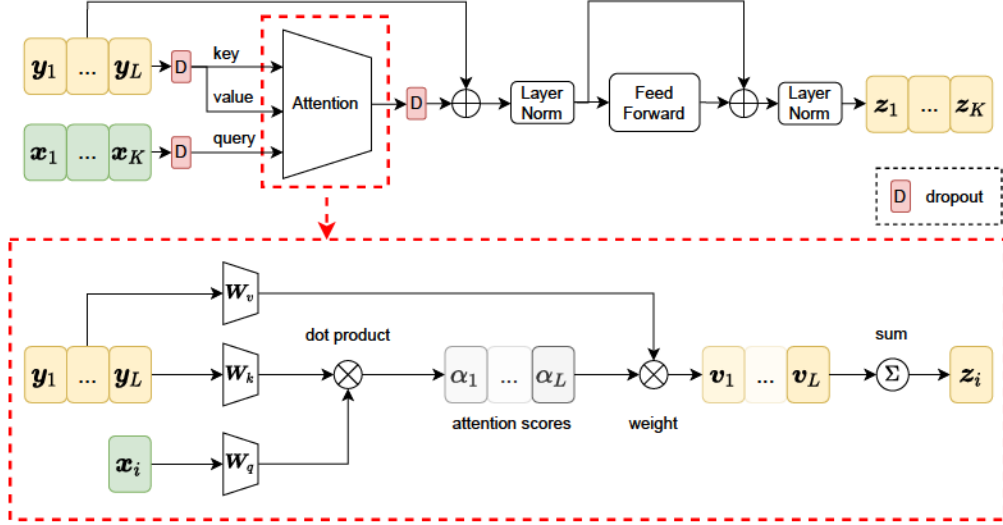 key
y1 ... yL D
value
Attention
D
Layer Norm
Feed Forward
Layer Norm
z1 ... zK
x1 ... xK D query
D dropout
Wv
dot product
sum
y1 ... yL Wk
α1 ... αL
v1 ... vL Σ zi
attention scores
weight
xi Wq